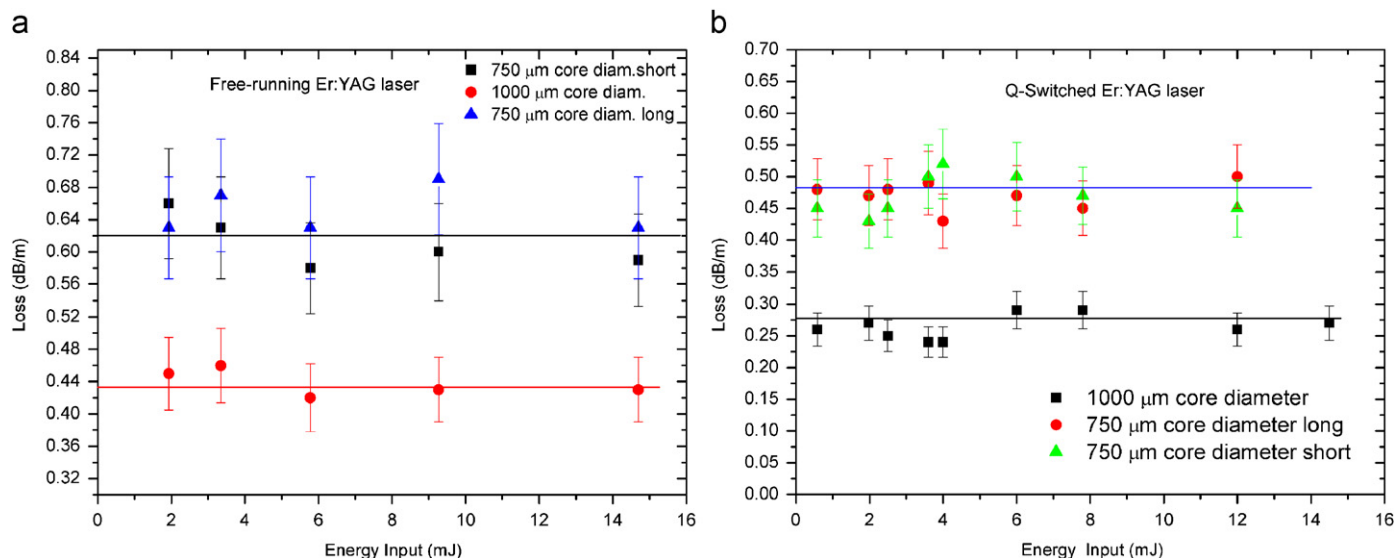 a
0.84
0.80
0.76
0.72
0.68
0.64
0.60
0.56
0.52
0.48
0.44
0.40
0.36
0.32
Loss (dB/m)
Free-running Er:YAG laser
750 μm core diam.short
1000 μm core diam.
750 μm core diam. long
0 2 4 6 8 10 12 14 16
Energy Input (mJ)
b
0.70
0.65
0.60
0.55
0.50
0.45
0.40
0.35
0.30
0.25
0.20
0.15
0.10
0.05
0.00
Loss (dB/m)
Q-Switched Er:YAG laser
1000 μm core diameter
750 μm core diameter long
750 μm core diameter short
0 2 4 6 8 10 12 14 16
Energy Input (mJ)